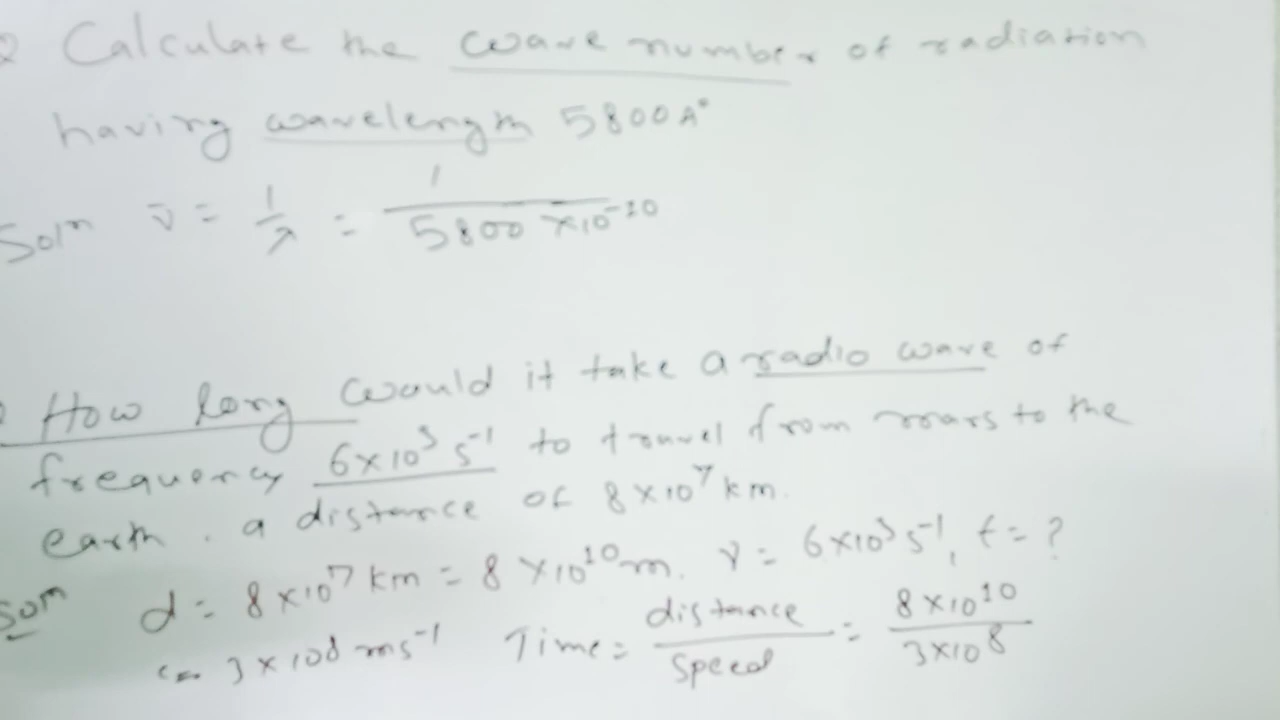 Q Calculate the wave number of radiation
having wavelength 5800 A°
Soln ν̄ = 1/λ = 1/(5800 × 10⁻¹⁰)
How long would it take a radio wave of
frequency 6×10³ s⁻¹ to travel from mars to the
earth. a distance of 8×10⁷ km.
Soln d = 8×10⁷ km = 8×10¹⁰ m. ν = 6×10³ s⁻¹, t = ?
c = 3×10⁸ ms⁻¹ Time = distance/speed = 8×10¹⁰/3×10⁸